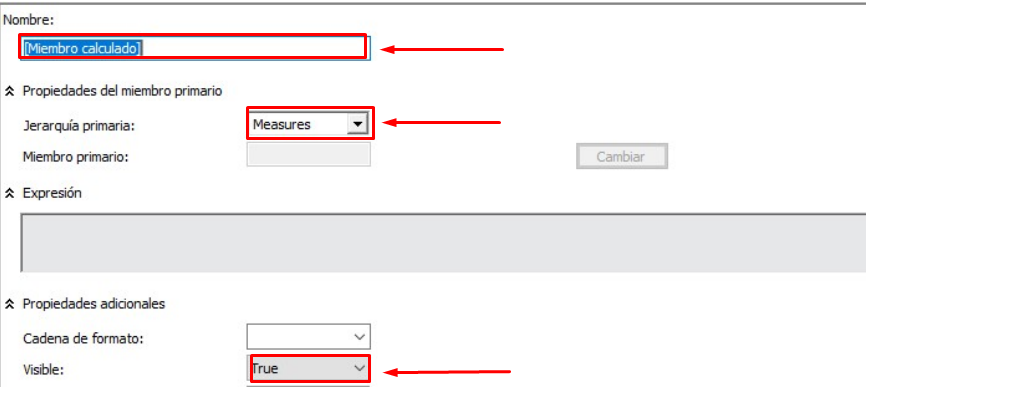 Nombre:
[Miembro calculado]
Propiedades del miembro primario
Jerarquía primaria:
Measures
Miembro primario:
Cambiar
Expresión
Propiedades adicionales
Cadena de formato:
Visible:
True